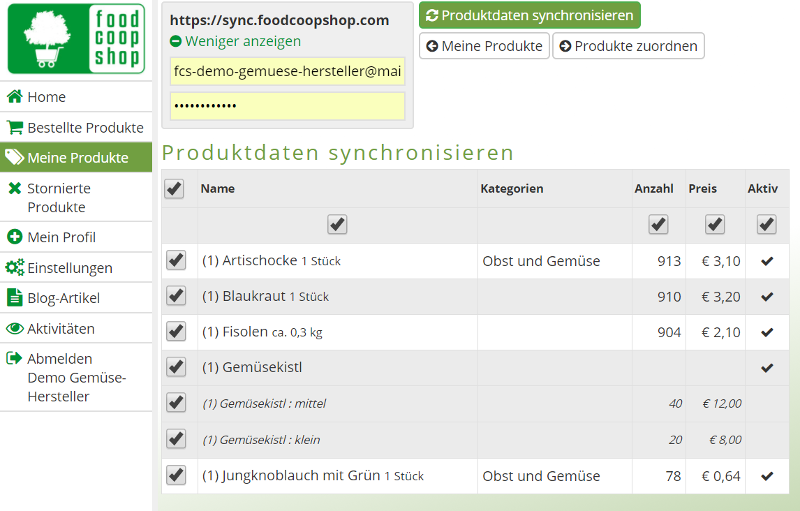 food
coop
shop
Home
Bestellte Produkte
Meine Produkte
Stornierte
Produkte
Mein Profil
Einstellungen
Blog-Artikel
Aktivitäten
Abmelden
Demo Gemüse-
Hersteller
https://sync.foodcoopshop.com
Weniger anzeigen
fcs-demo-gemuese-hersteller@mai
••••••••••••
Produktdaten synchronisieren
Meine Produkte Produkte zuordnen
Produktdaten synchronisieren
Name Kategorien Anzahl Preis Aktiv
(1) Artischocke 1 Stück Obst und Gemüse 913 € 3,10
(1) Blaukraut 1 Stück 910 € 3,20
(1) Fisolen ca. 0,3 kg 904 € 2,10
(1) Gemüsekistl
(1) Gemüsekistl : mittel 40 € 12,00
(1) Gemüsekistl : klein 20 € 8,00
(1) Jungknoblauch mit Grün 1 Stück Obst und Gemüse 78 € 0,64